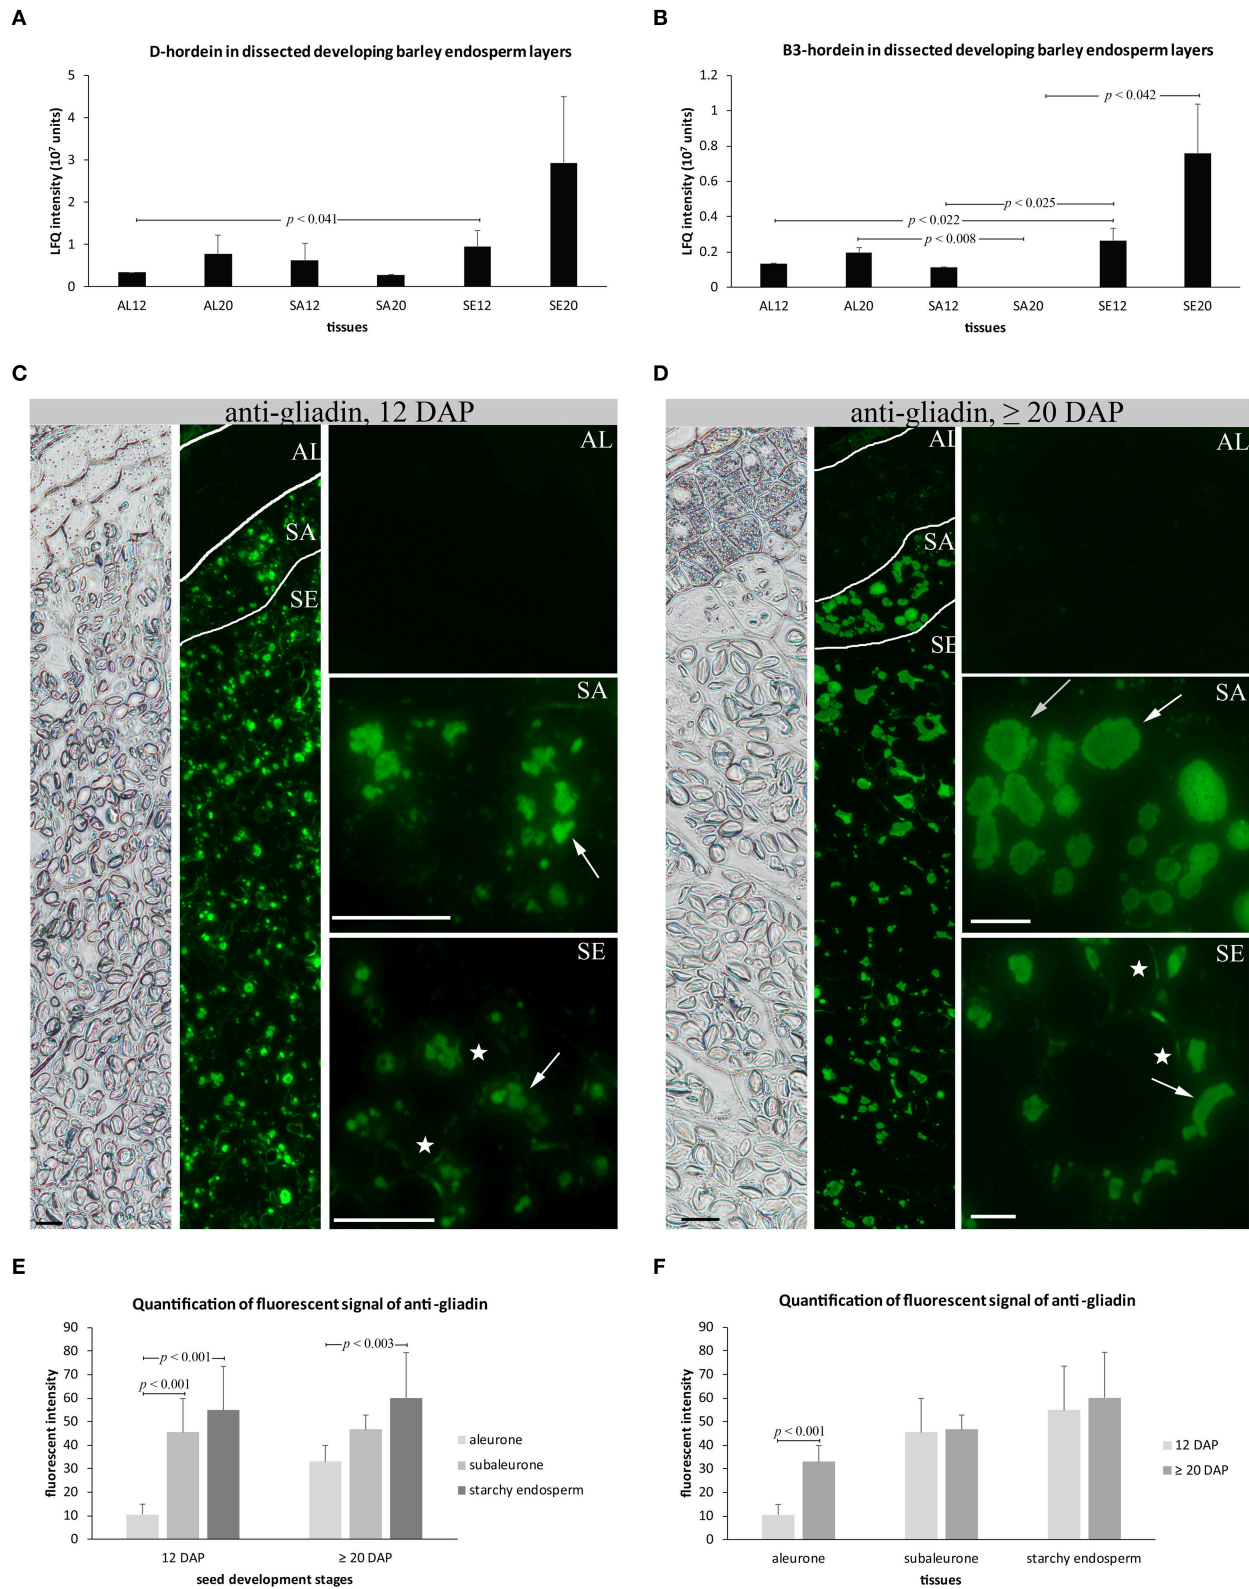 A
D-hordein in dissected developing barley endosperm layers
5
4
3
2
1
0
LFQ intensity (10⁷ units)
p < 0.041
AL12 AL20 SA12 SA20 SE12 SE20
tissues
B
B3-hordein in dissected developing barley endosperm layers
1.2
1
0.8
0.6
0.4
0.2
0
LFQ intensity (10⁷ units)
p < 0.042
p < 0.025
p < 0.022
p < 0.008
AL12 AL20 SA12 SA20 SE12 SE20
tissues
C
anti-gliadin, 12 DAP
AL
SA
SE
AL
SA
SE
D
anti-gliadin, ≥ 20 DAP
AL
SA
SE
AL
SA
SE
E
Quantification of fluorescent signal of anti-gliadin
90
80
70
60
50
40
30
20
10
0
fluorescent intensity
p < 0.001
p < 0.001
p < 0.003
12 DAP ≥ 20 DAP
seed development stages
aleurone
subaleurone
starchy endosperm
F
Quantification of fluorescent signal of anti-gliadin
90
80
70
60
50
40
30
20
10
0
fluorescent intensity
p < 0.001
aleurone subaleurone starchy endosperm
tissues
12 DAP
≥ 20 DAP